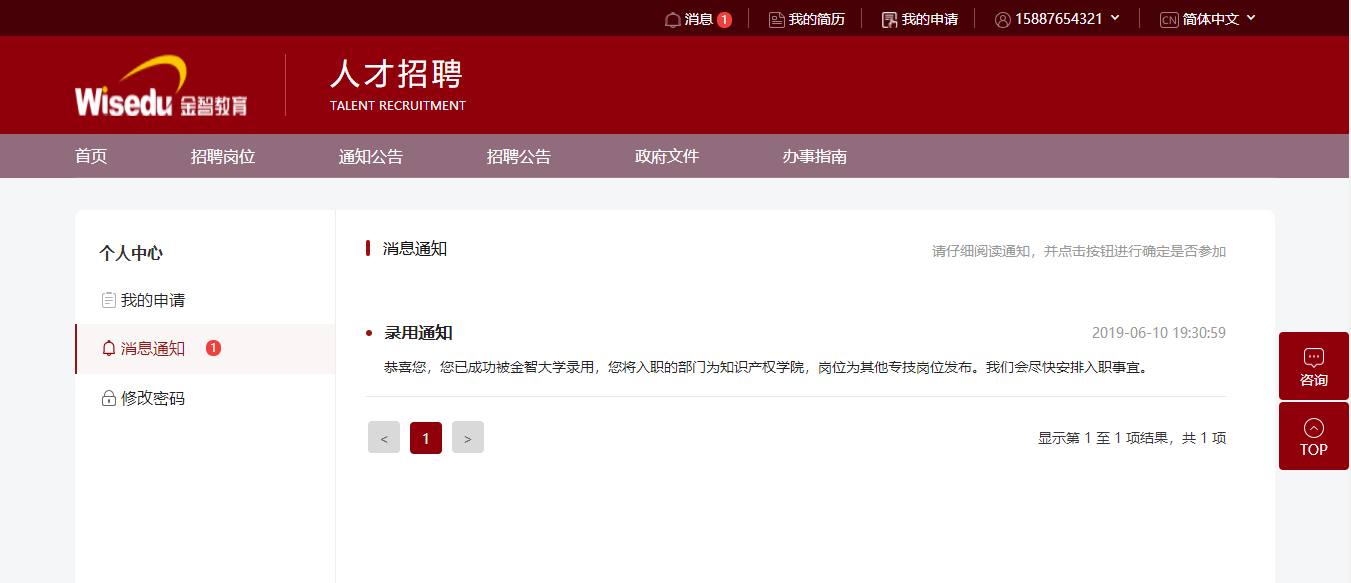 消息 1 我的简历 我的申请 15887654321 CN 简体中文
Wisedu 金智教育
人才招聘
TALENT RECRUITMENT
首页 招聘岗位 通知公告 招聘公告 政府文件 办事指南
个人中心
我的申请
消息通知 1
修改密码
消息通知
请仔细阅读通知，并点击按钮进行确定是否参加
录用通知 2019-06-10 19:30:59
恭喜您，您已成功被金智大学录用，您将入职的部门为知识产权学院，岗位为其他专技岗位发布。我们会尽快安排入职事宜。
< 1 >
显示第 1 至 1 项结果，共 1 项
咨询
TOP